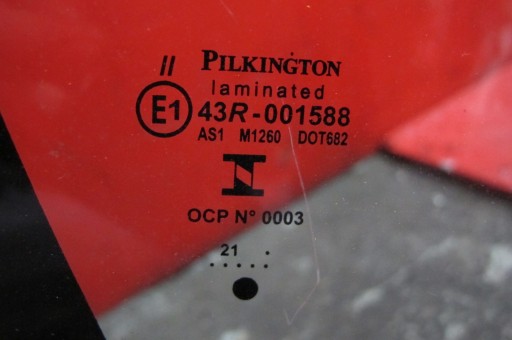 II PILKINGTON
laminated
E1 43R-001588
AS1 M1260 DOT682
OCP N° 0003
21